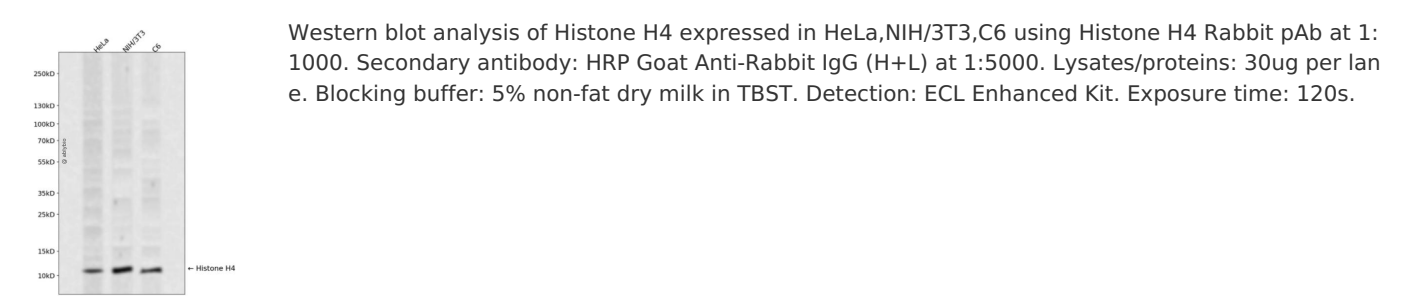 HeLa
NIH/3T3
C6
250kD
130kD
100kD
70kD
55kD
35kD
25kD
15kD
10kD
@ abybio
← Histone H4
Western blot analysis of Histone H4 expressed in HeLa,NIH/3T3,C6 using Histone H4 Rabbit pAb at 1:
1000. Secondary antibody: HRP Goat Anti-Rabbit IgG (H+L) at 1:5000. Lysates/proteins: 30ug per lan
e. Blocking buffer: 5% non-fat dry milk in TBST. Detection: ECL Enhanced Kit. Exposure time: 120s.